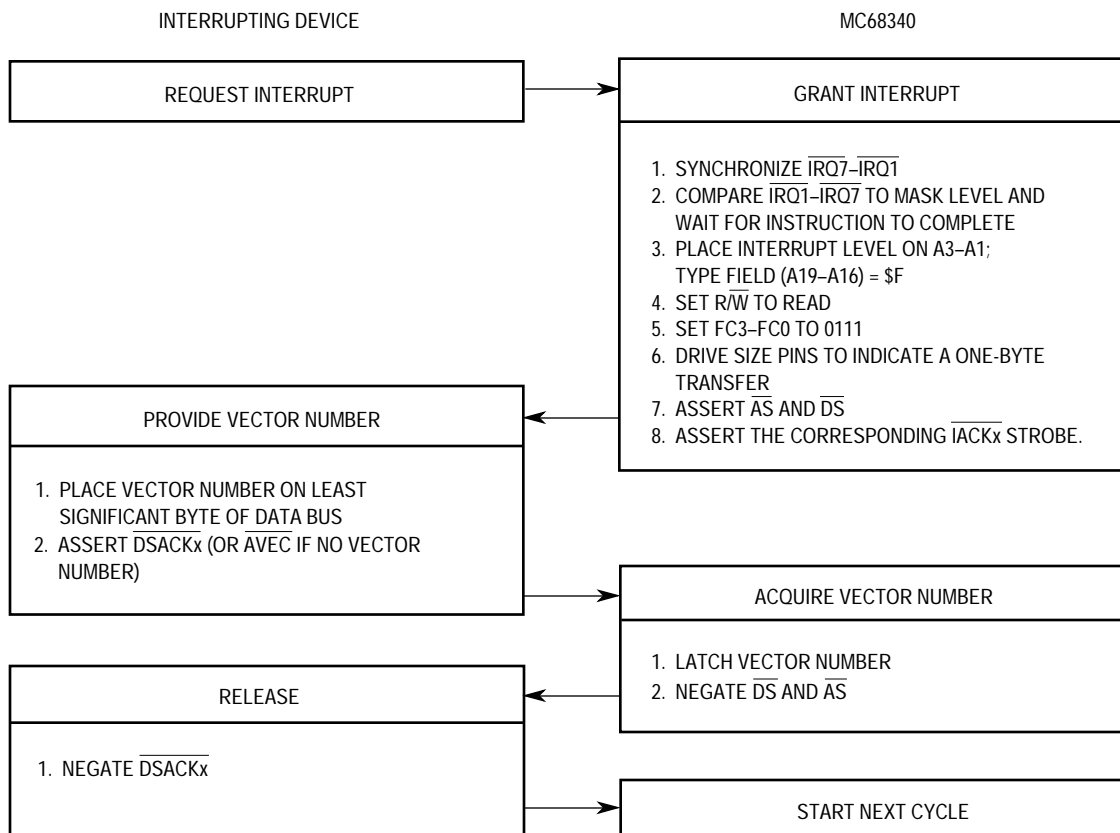 INTERRUPTING DEVICE
MC68340
REQUEST INTERRUPT
GRANT INTERRUPT
1. SYNCHRONIZE IRQ7–IRQ1
2. COMPARE IRQ1–IRQ7 TO MASK LEVEL AND
WAIT FOR INSTRUCTION TO COMPLETE
3. PLACE INTERRUPT LEVEL ON A3–A1;
TYPE FIELD (A19–A16) = $F
4. SET R/W TO READ
5. SET FC3–FC0 TO 0111
6. DRIVE SIZE PINS TO INDICATE A ONE-BYTE
TRANSFER
7. ASSERT AS AND DS
8. ASSERT THE CORRESPONDING IACKx STROBE.
PROVIDE VECTOR NUMBER
1. PLACE VECTOR NUMBER ON LEAST
SIGNIFICANT BYTE OF DATA BUS
2. ASSERT DSACKx (OR AVEC IF NO VECTOR
NUMBER)
ACQUIRE VECTOR NUMBER
1. LATCH VECTOR NUMBER
2. NEGATE DS AND AS
RELEASE
1. NEGATE DSACKx
START NEXT CYCLE